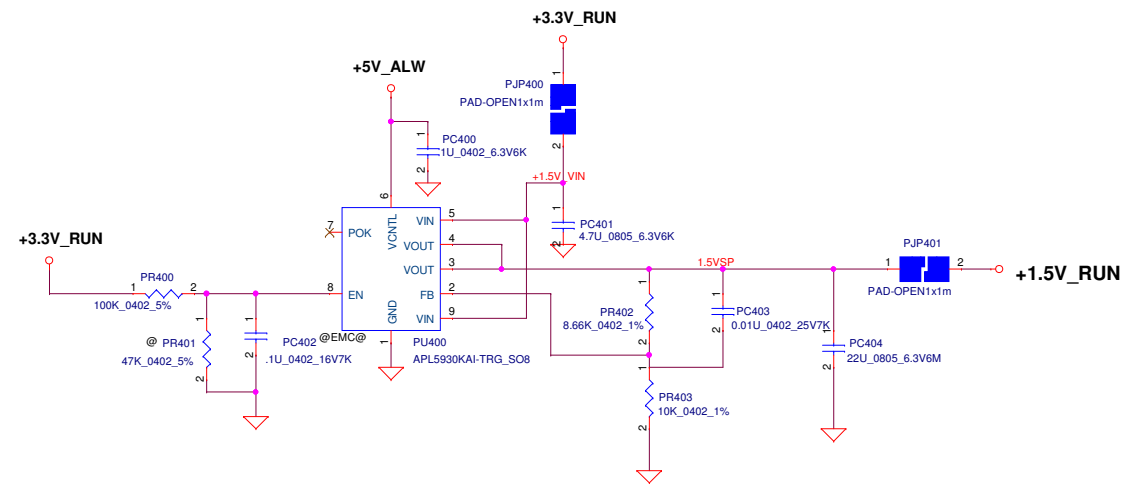 +3.3V_RUN
1
PJP400
PAD-OPEN1x1m
2
+5V_ALW
1
PC400
1U_0402_6.3V6K
2
+1.5V_VIN
1
PC401
4.7U_0805_6.3V6K
2
6
7
POK
VCNTL
VIN
5
VOUT
4
VOUT
3
EN
8
FB
2
GND
VIN
9
1
@EMC@
PU400
APL5930KAI-TRG_SO8
+3.3V_RUN
PR400
1
2
100K_0402_5%
1
@ PR401
47K_0402_5%
2
1
PC402
.1U_0402_16V7K
2
1.5VSP
1
PR402
8.66K_0402_1%
2
1
PC403
0.01U_0402_25V7K
2
1
PR403
10K_0402_1%
2
1
PC404
22U_0805_6.3V6M
2
PJP401
1
2
PAD-OPEN1x1m
+1.5V_RUN